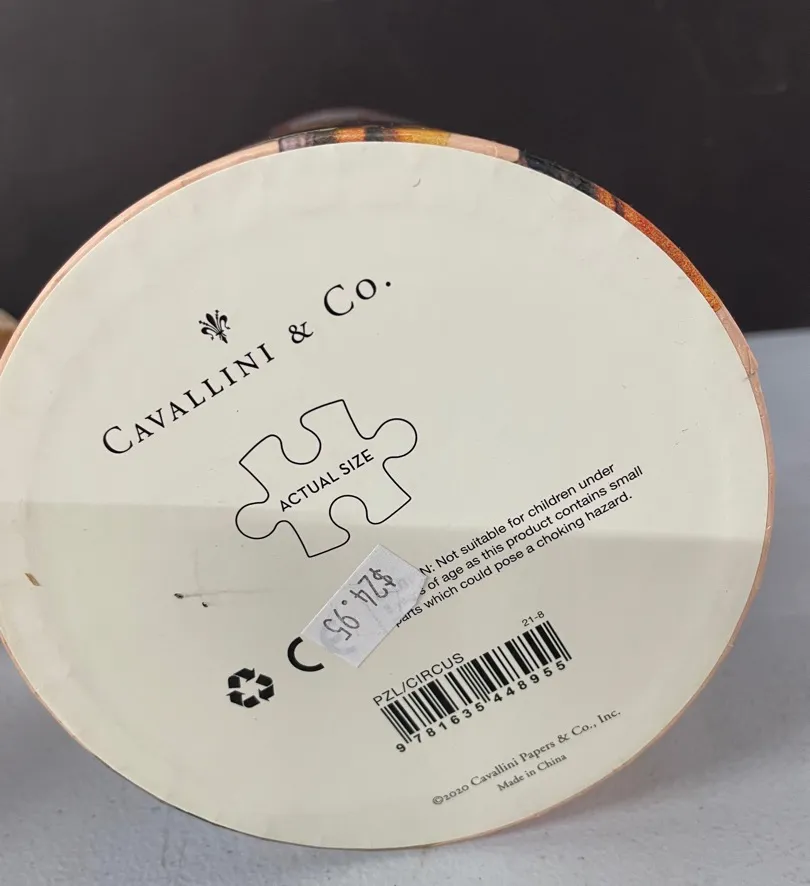 CAVALLINI & CO.
ACTUAL SIZE
N: Not suitable for children under
s of age as this product contains small
parts which could pose a choking hazard.
$24.95
C
21-8
PZL/CIRCUS
9 781635 448955
©2020 Cavallini Papers & Co., Inc.
Made in China